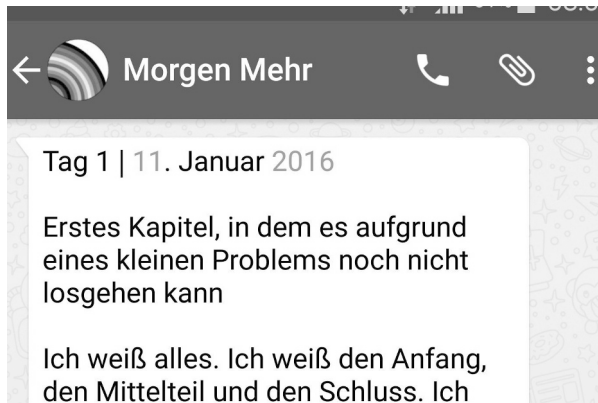 Morgen Mehr
Tag 1 | 11. Januar 2016
Erstes Kapitel, in dem es aufgrund
eines kleinen Problems noch nicht
losgehen kann
Ich weiß alles. Ich weiß den Anfang,
den Mittelteil und den Schluss. Ich